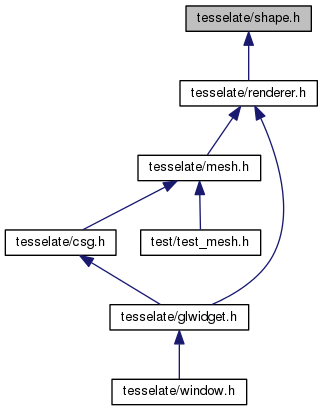 tesselate/shape.h
tesselate/renderer.h
tesselate/mesh.h
tesselate/csg.h
test/test_mesh.h
tesselate/glwidget.h
tesselate/window.h